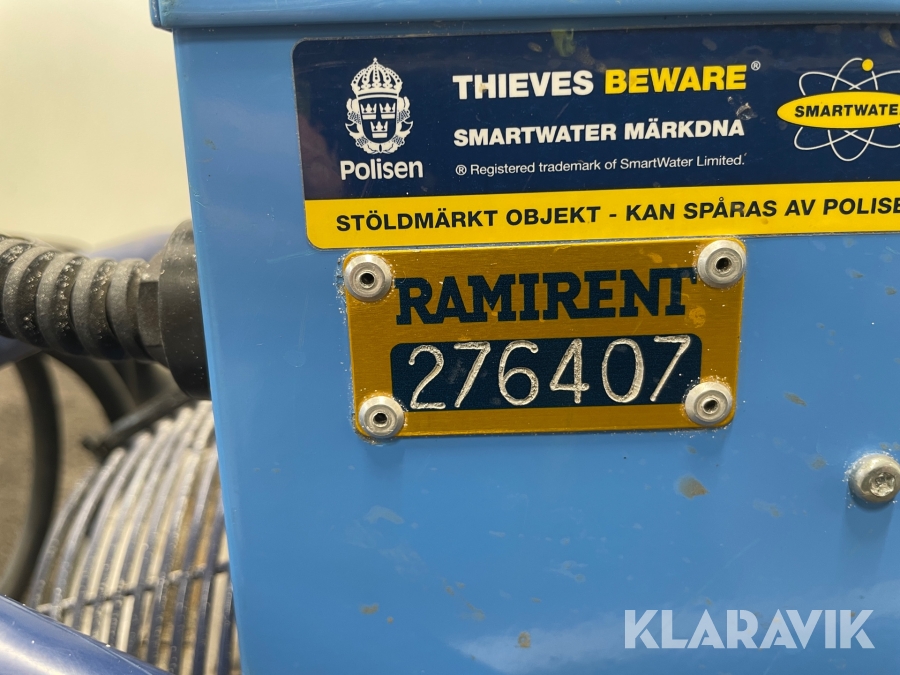 THIEVES BEWARE®
SMARTWATER MÄRKDNA
® Registered trademark of SmartWater Limited.
Polisen
SMARTWATE
STÖLDMÄRKT OBJEKT - KAN SPÅRAS AV POLISE
RAMIRENT
276407
KLARAVIK